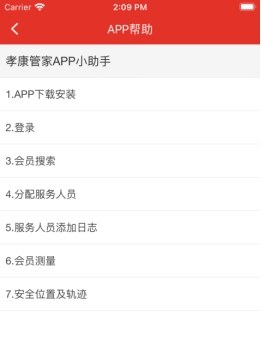 Carrier
2:09 PM
APP帮助
孝康管家APP小助手
1.APP下载安装
2.登录
3.会员搜索
4.分配服务人员
5.服务人员添加日志
6.会员测量
7.安全位置及轨迹